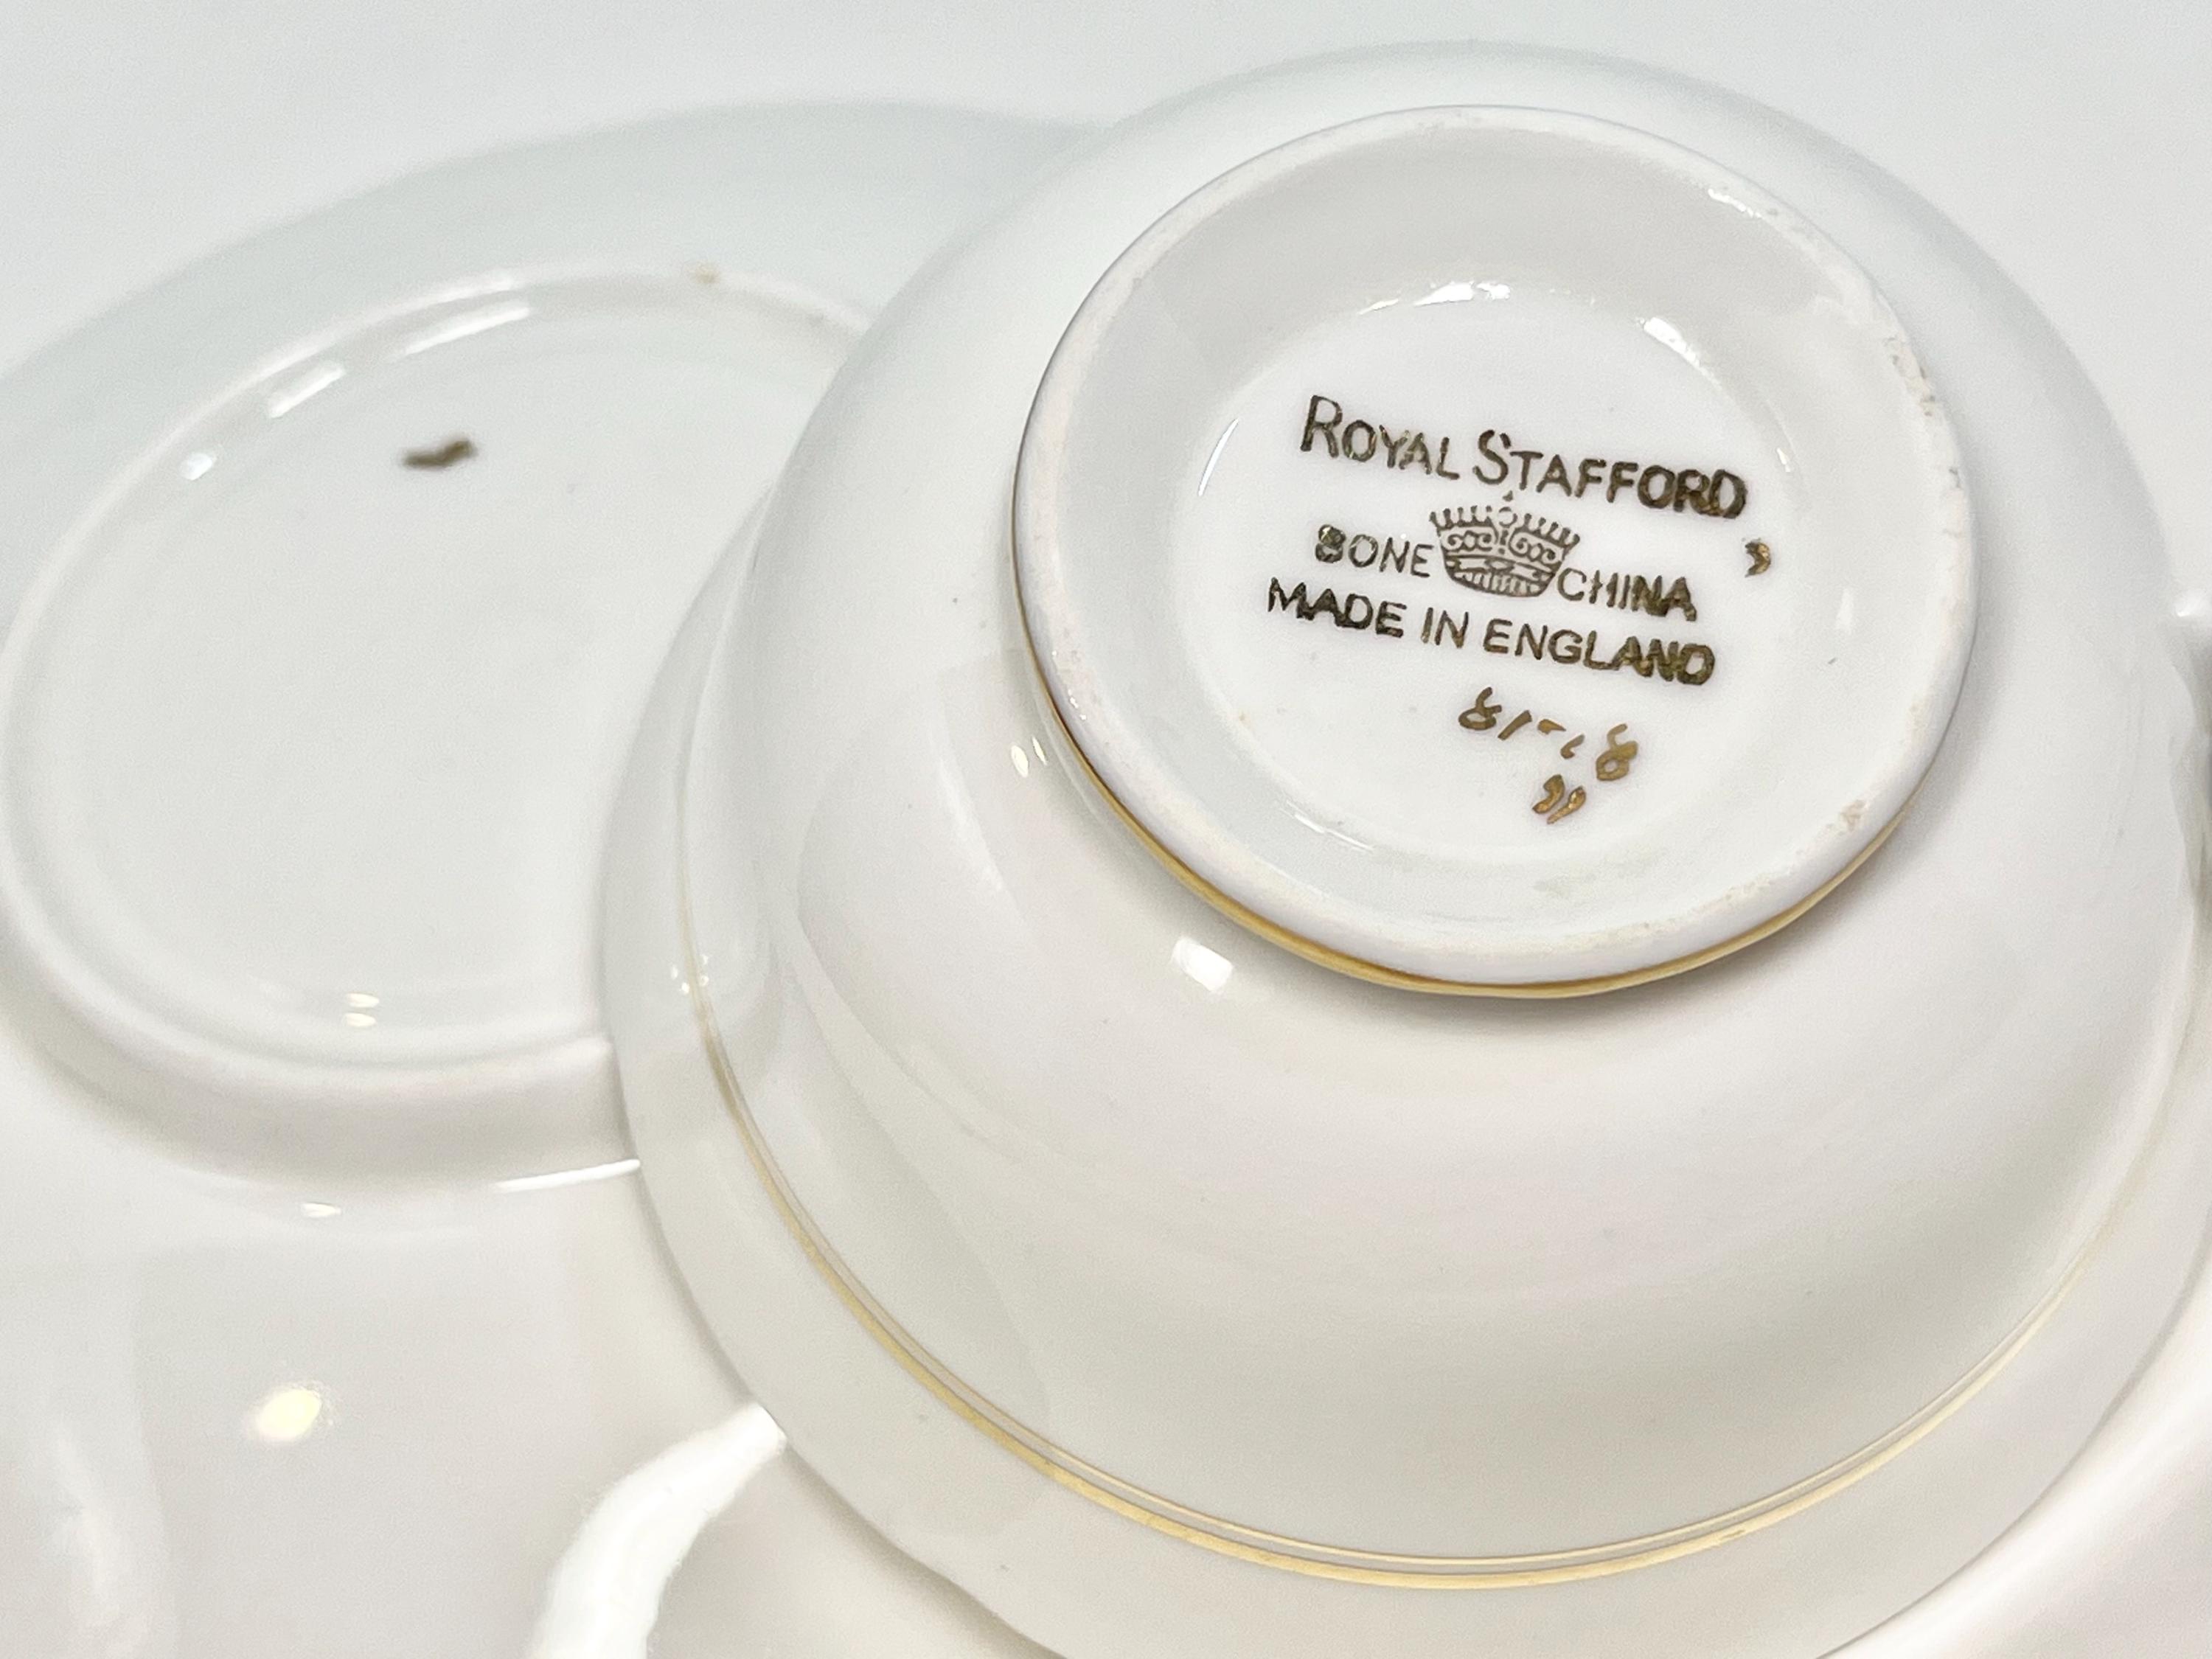 ROYAL STAFFORD
BONE CHINA
MADE IN ENGLAND